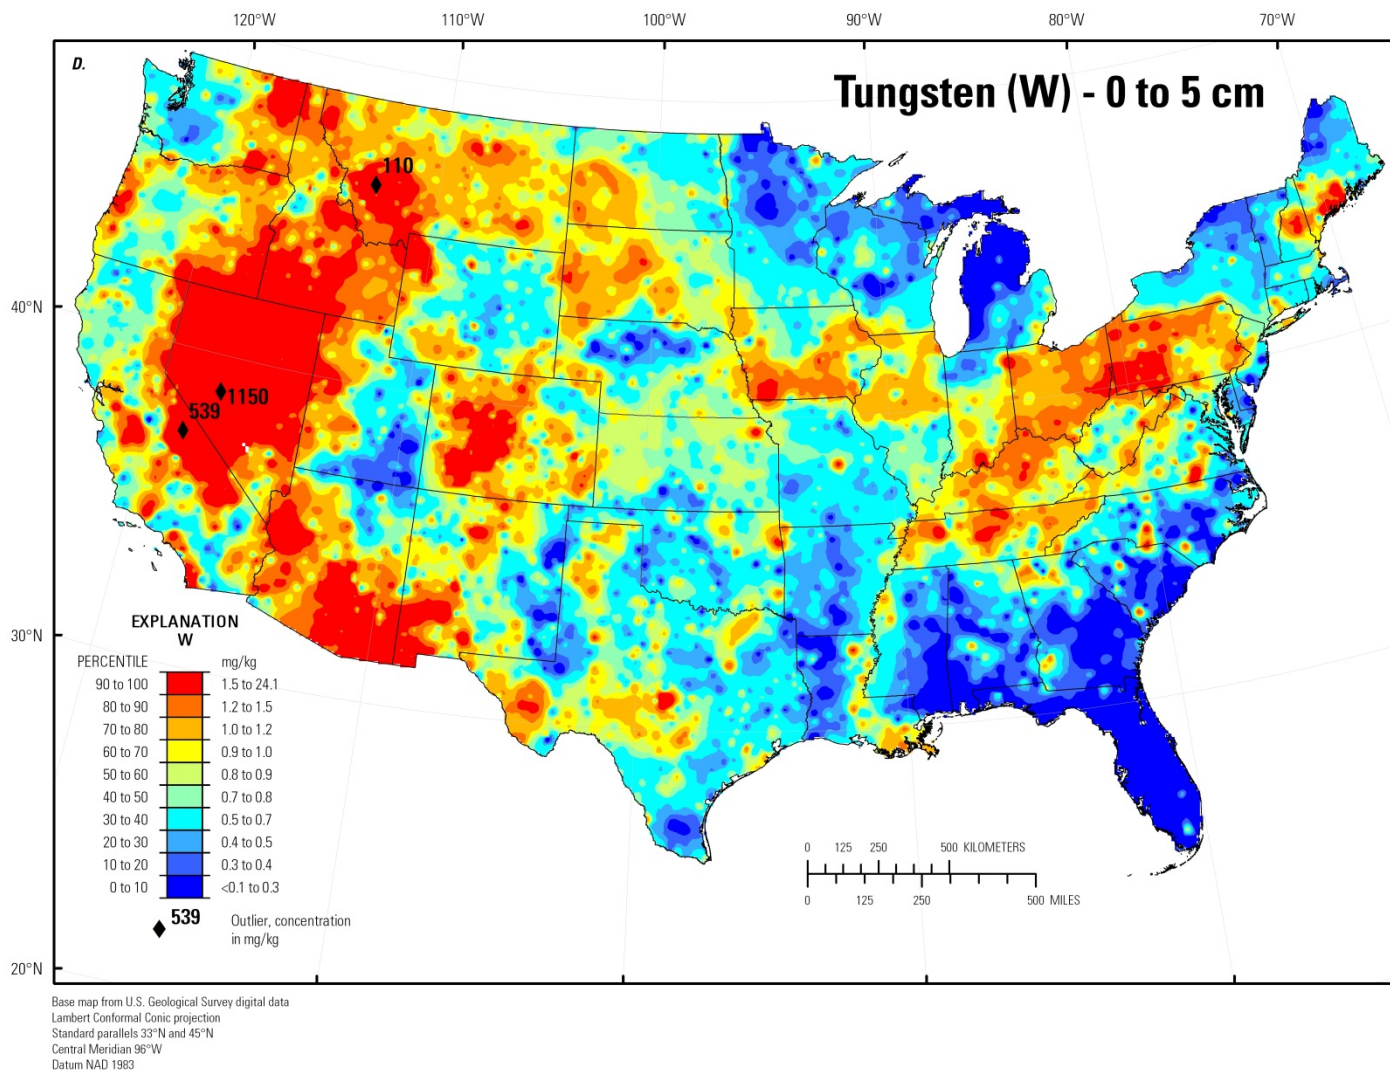 120°W 110°W 100°W 90°W 80°W 70°W
D.
Tungsten (W) - 0 to 5 cm
110
40°N
1150
539
30°N
EXPLANATION
W
PERCENTILE mg/kg
90 to 100 1.5 to 24.1
80 to 90 1.2 to 1.5
70 to 80 1.0 to 1.2
60 to 70 0.9 to 1.0
50 to 60 0.8 to 0.9
40 to 50 0.7 to 0.8
30 to 40 0.5 to 0.7
20 to 30 0.4 to 0.5
10 to 20 0.3 to 0.4
0 to 10 <0.1 to 0.3
539 Outlier, concentration
in mg/kg
0 125 250 500 KILOMETERS
0 125 250 500 MILES
20°N
Base map from U.S. Geological Survey digital data
Lambert Conformal Conic projection
Standard parallels 33°N and 45°N
Central Meridian 96°W
Datum NAD 1983